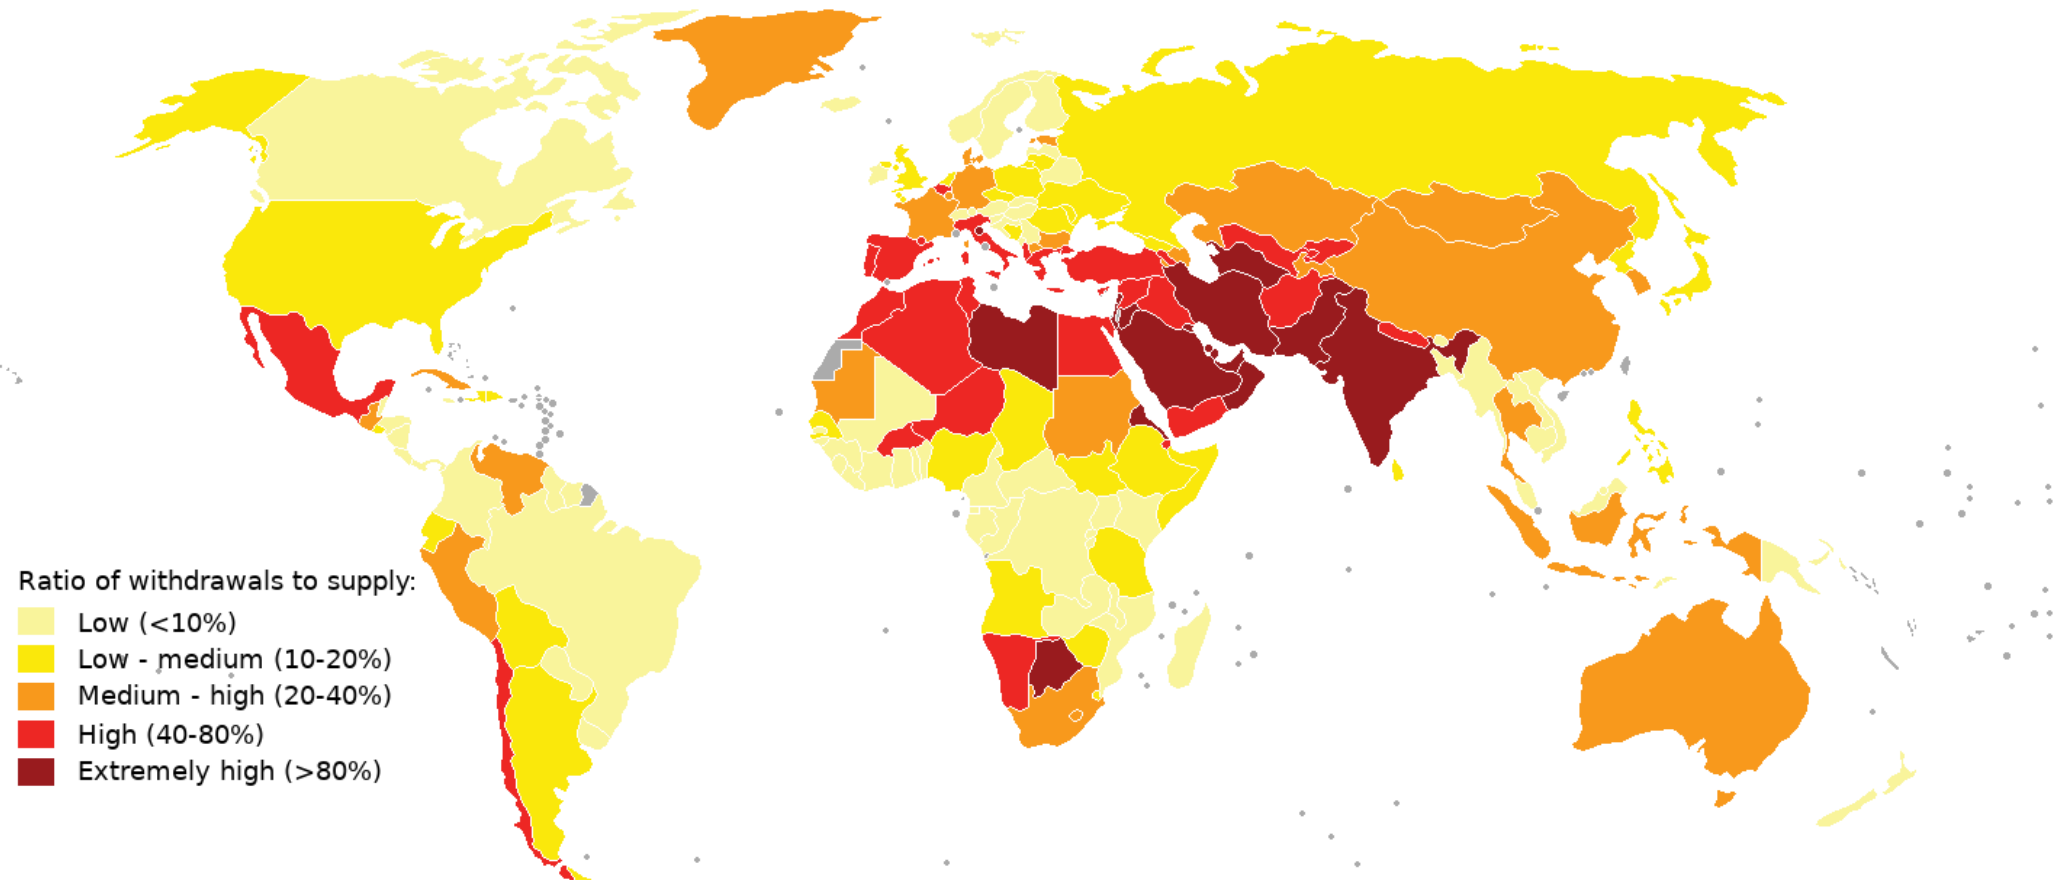 Ratio of withdrawals to supply:
Low (<10%)
Low - medium (10-20%)
Medium - high (20-40%)
High (40-80%)
Extremely high (>80%)